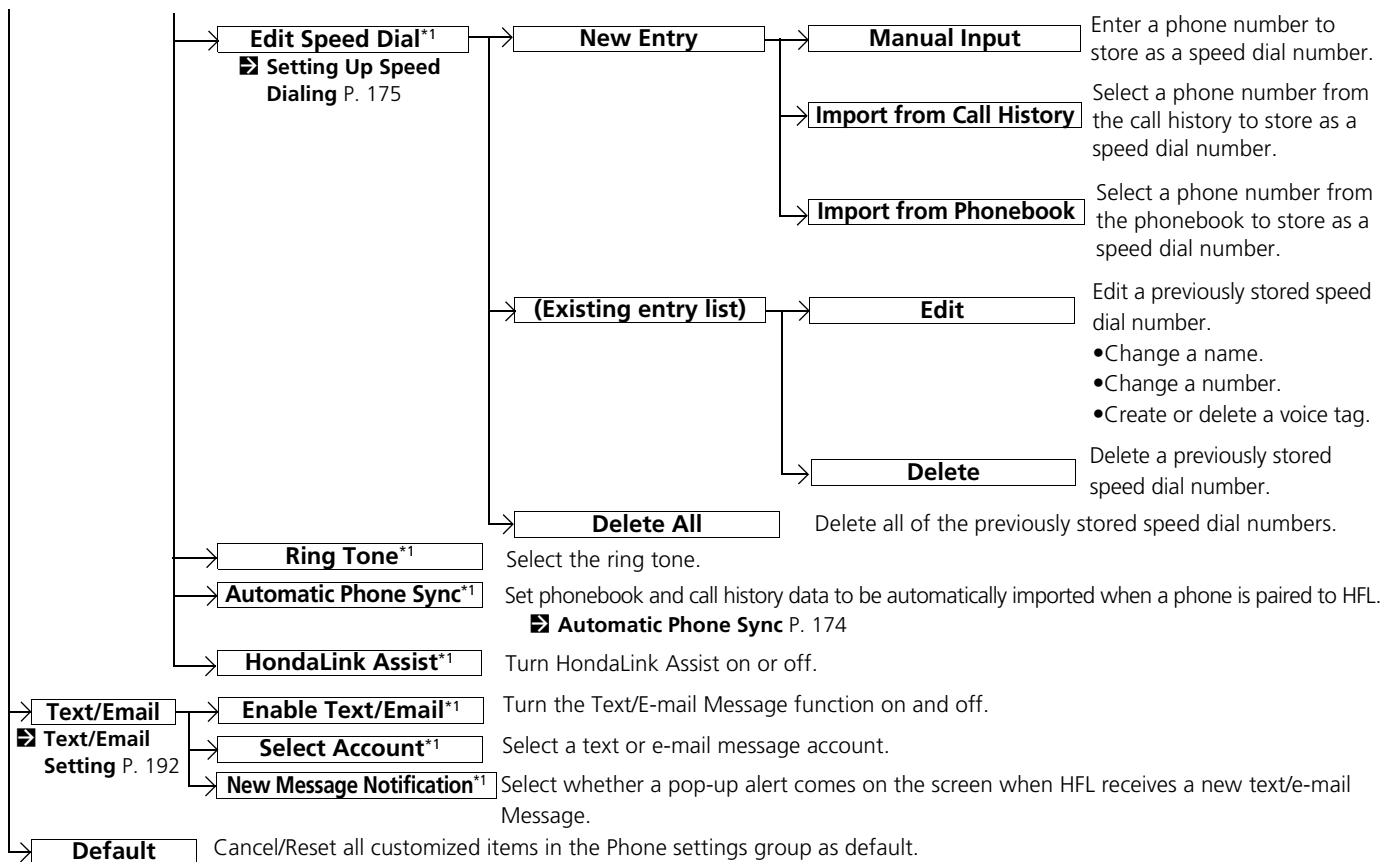 Edit Speed Dial*1
Setting Up Speed
Dialing P. 175
New Entry
Manual Input
Enter a phone number to
store as a speed dial number.
Import from Call History
Select a phone number from
the call history to store as a
speed dial number.
Import from Phonebook
Select a phone number from
the phonebook to store as a
speed dial number.
(Existing entry list)
Edit
Edit a previously stored speed
dial number.
•Change a name.
•Change a number.
•Create or delete a voice tag.
Delete
Delete a previously stored
speed dial number.
Delete All
Delete all of the previously stored speed dial numbers.
Ring Tone*1
Select the ring tone.
Automatic Phone Sync*1
Set phonebook and call history data to be automatically imported when a phone is paired to HFL.
Automatic Phone Sync P. 174
HondaLink Assist*1
Turn HondaLink Assist on or off.
Text/Email
Text/Email
Setting P. 192
Enable Text/Email*1
Turn the Text/E-mail Message function on and off.
Select Account*1
Select a text or e-mail message account.
New Message Notification*1
Select whether a pop-up alert comes on the screen when HFL receives a new text/e-mail
Message.
Default
Cancel/Reset all customized items in the Phone settings group as default.